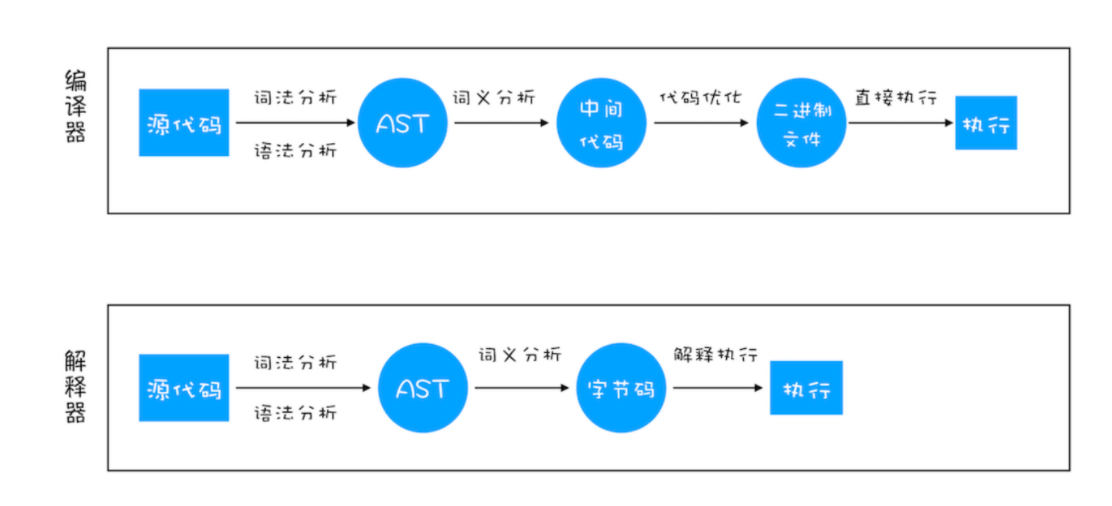 编译器
源代码
词法分析
语法分析
AST
词义分析
中间
代码
代码优化
二进制
文件
直接执行
执行
解释器
源代码
词法分析
语法分析
AST
词义分析
字节码
解释执行
执行